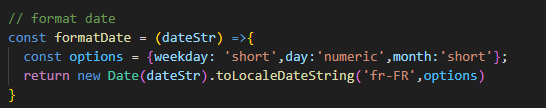 // format date
const formatDate = (dateStr) =>{
  const options = {weekday: 'short',day:'numeric',month:'short'};
  return new Date(dateStr).toLocaleDateString('fr-FR',options)
}